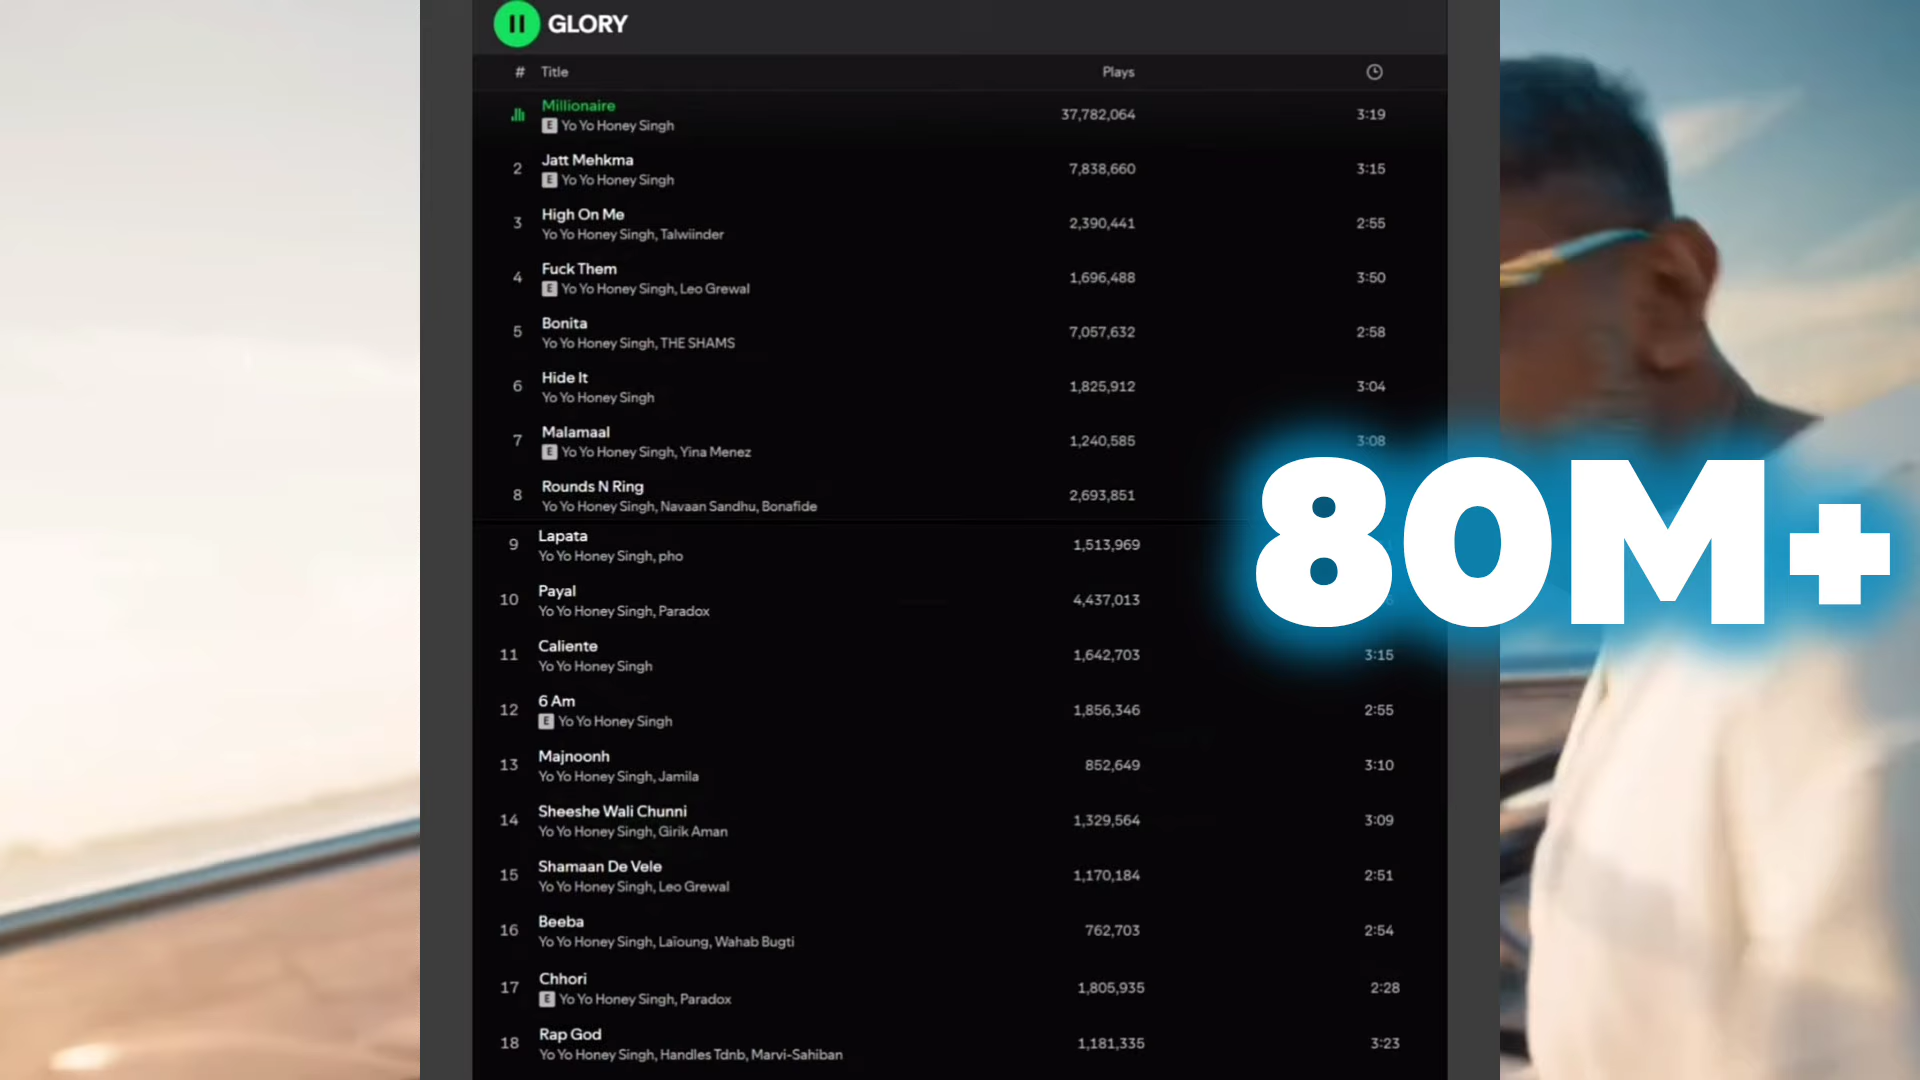 GLORY
# Title Plays
Millionaire
E Yo Yo Honey Singh 37,782,064 3:19
2 Jatt Mehkma
E Yo Yo Honey Singh 7,838,660 3:15
3 High On Me
Yo Yo Honey Singh, Talwiinder 2,390,441 2:55
4 Fuck Them
E Yo Yo Honey Singh, Leo Grewal 1,696,488 3:50
5 Bonita
Yo Yo Honey Singh, THE SHAMS 7,057,632 2:58
6 Hide It
Yo Yo Honey Singh 1,825,912 3:04
7 Malamaal
E Yo Yo Honey Singh, Yina Menez 1,240,585 3:08
8 Rounds N Ring
Yo Yo Honey Singh, Navaan Sandhu, Bonafide 2,693,851
80M+
9 Lapata
Yo Yo Honey Singh, pho 1,513,969
10 Payal
Yo Yo Honey Singh, Paradox 4,437,013
11 Caliente
Yo Yo Honey Singh 1,642,703 3:15
12 6 Am
E Yo Yo Honey Singh 1,856,346 2:55
13 Majnoonh
Yo Yo Honey Singh, Jamila 852,649 3:10
14 Sheeshe Wali Chunni
Yo Yo Honey Singh, Girik Aman 1,329,564 3:09
15 Shamaan De Vele
Yo Yo Honey Singh, Leo Grewal 1,170,184 2:51
16 Beeba
Yo Yo Honey Singh, Laïoung, Wahab Bugti 762,703 2:54
17 Chhori
E Yo Yo Honey Singh, Paradox 1,805,935 2:28
18 Rap God
Yo Yo Honey Singh, Handles Tdnb, Marvi-Sahiban 1,181,335 3:23